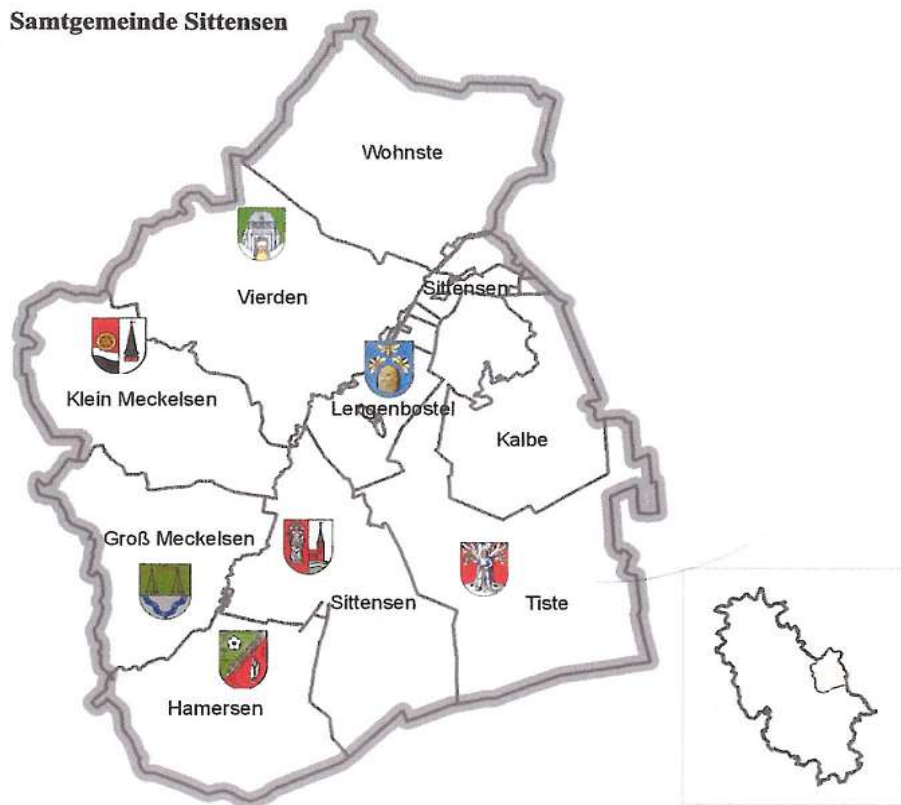 Samtgemeinde Sittensen
Wohnste
Vierden
Sittensen
Klein Meckelsen
Lengenbostel
Kalbe
Groß Meckelsen
Sittensen
Tiste
Hamersen